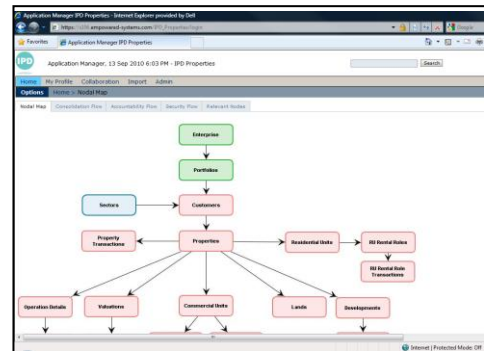 Application Manager IPD Properties - Internet Explorer provided by Dell
Favorites
Application Manager IPD Properties
IPD
Application Manager, 13 Sep 2010 6:03 PM - IPD Properties
Search
Home My Profile Collaboration Import Admin
Options Home > Nodal Map
Nodal Map Consolidation Flow Accountability Flow Security Flow Relevant Nodes
Enterprise
Portfolios
Sectors
Customers
Property Transactions
Properties
Residential Units
RU Rental Roles
RU Rental Role Transactions
Operation Details
Valuations
Commercial Units
Lands
Developments
Internet | Protected Mode: Off